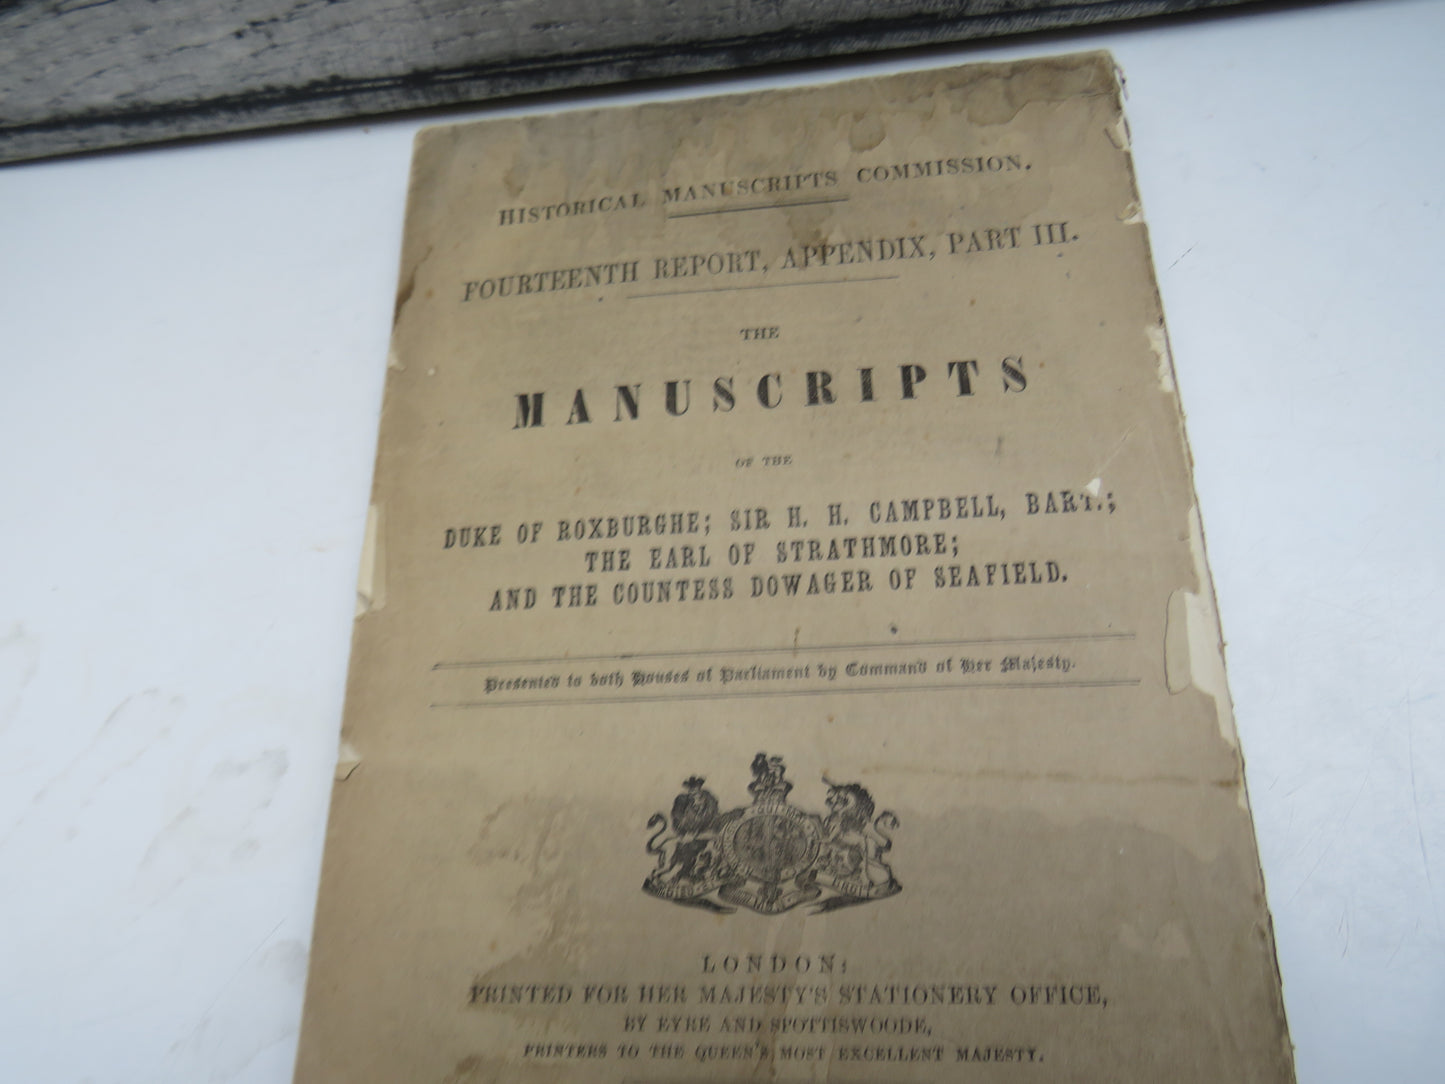 HISTORICAL MANUSCRIPTS COMMISSION.
FOURTEENTH REPORT, APPENDIX, PART III.
THE
MANUSCRIPTS
OF THE
DUKE OF ROXBURGHE; SIR H. H. CAMPBELL, BART.;
THE EARL OF STRATHMORE;
AND THE COUNTESS DOWAGER OF SEAFIELD.
Presented to both Houses of Parliament by Command of Her Majesty.
LONDON:
PRINTED FOR HER MAJESTY'S STATIONERY OFFICE,
BY EYRE AND SPOTTISWOODE,
PRINTERS TO THE QUEEN'S MOST EXCELLENT MAJESTY.